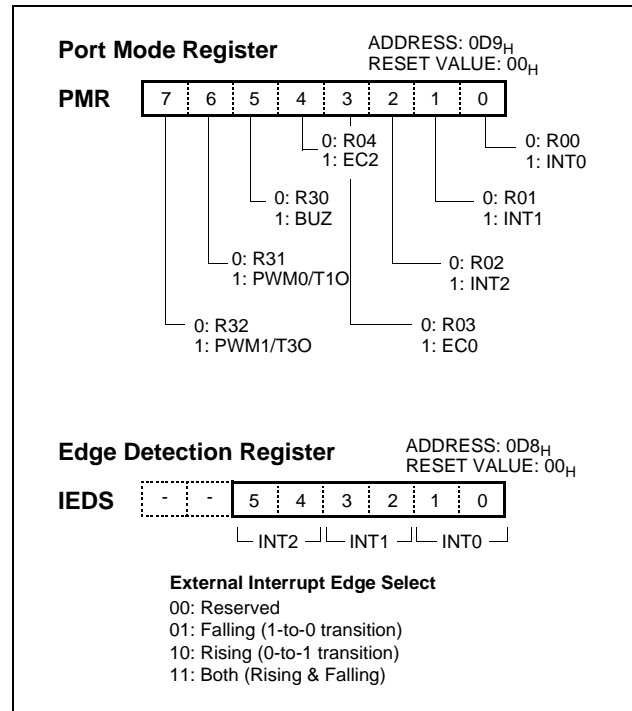 Port Mode Register
ADDRESS: 0D9H
RESET VALUE: 00H
PMR
7 6 5 4 3 2 1 0
0: R04
1: EC2
0: R00
1: INT0
0: R30
1: BUZ
0: R01
1: INT1
0: R31
1: PWM0/T1O
0: R02
1: INT2
0: R32
1: PWM1/T3O
0: R03
1: EC0
Edge Detection Register
ADDRESS: 0D8H
RESET VALUE: 00H
IEDS
- - 5 4 3 2 1 0
INT2 INT1 INT0
External Interrupt Edge Select
00: Reserved
01: Falling (1-to-0 transition)
10: Rising (0-to-1 transition)
11: Both (Rising & Falling)